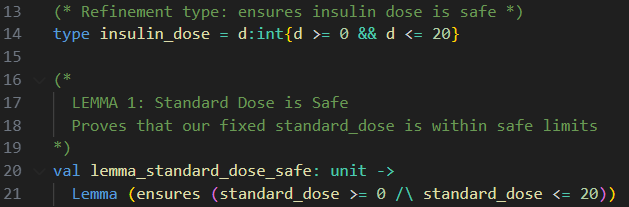 13 (* Refinement type: ensures insulin dose is safe *)
14 type insulin_dose = d:int{d >= 0 && d <= 20}
15
16 (*
17 LEMMA 1: Standard Dose is Safe
18 Proves that our fixed standard_dose is within safe limits
19 *)
20 val lemma_standard_dose_safe: unit ->
21 Lemma (ensures (standard_dose >= 0 /\ standard_dose <= 20))